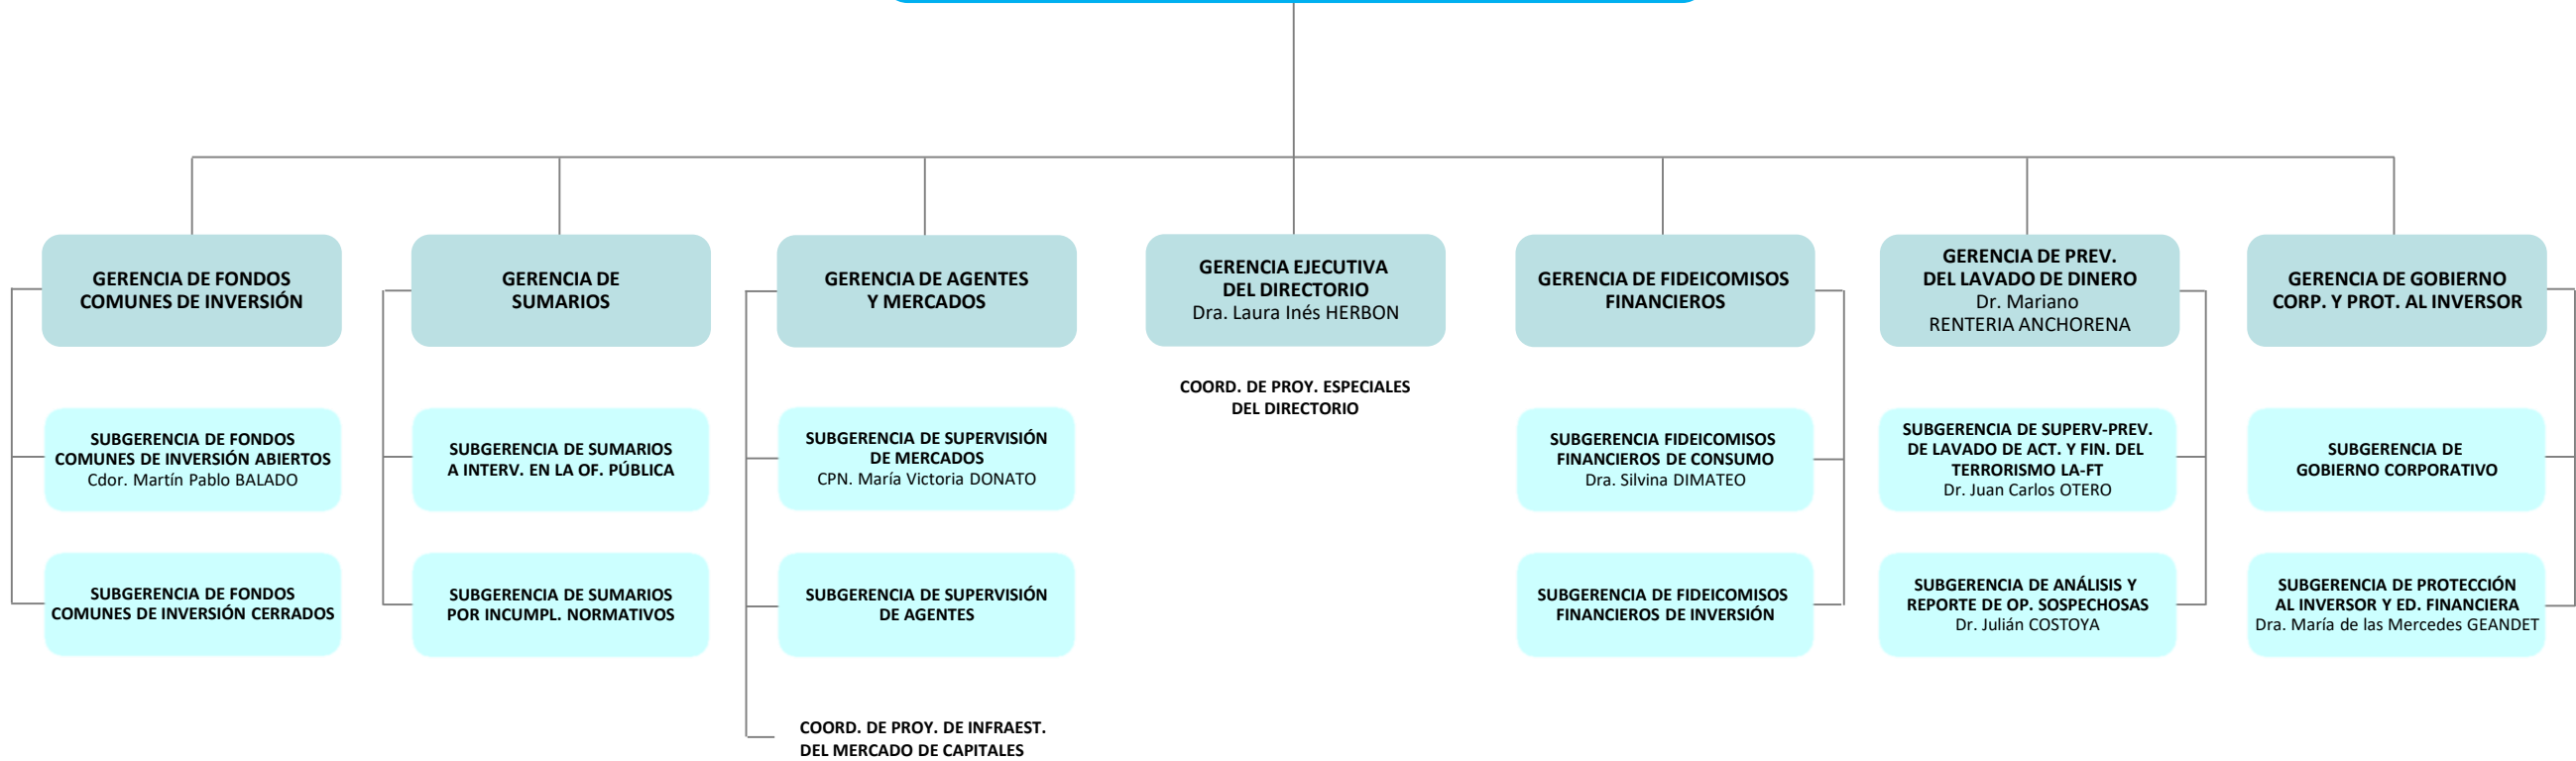 GERENCIA DE FONDOS
COMUNES DE INVERSIÓN
GERENCIA DE
SUMARIOS
GERENCIA DE AGENTES
Y MERCADOS
GERENCIA EJECUTIVA
DEL DIRECTORIO
Dra. Laura Inés HERBON
GERENCIA DE FIDEICOMISOS
FINANCIEROS
GERENCIA DE PREV.
DEL LAVADO DE DINERO
Dr. Mariano
RENTERIA ANCHORENA
GERENCIA DE GOBIERNO
CORP. Y PROT. AL INVERSOR
COORD. DE PROY. ESPECIALES
DEL DIRECTORIO
SUBGERENCIA DE FONDOS
COMUNES DE INVERSIÓN ABIERTOS
Cdor. Martín Pablo BALADO
SUBGERENCIA DE SUMARIOS
A INTERV. EN LA OF. PÚBLICA
SUBGERENCIA DE SUPERVISIÓN
DE MERCADOS
CPN. María Victoria DONATO
SUBGERENCIA FIDEICOMISOS
FINANCIEROS DE CONSUMO
Dra. Silvina DIMATEO
SUBGERENCIA DE SUPERV-PREV.
DE LAVADO DE ACT. Y FIN. DEL
TERRORISMO LA-FT
Dr. Juan Carlos OTERO
SUBGERENCIA DE
GOBIERNO CORPORATIVO
SUBGERENCIA DE FONDOS
COMUNES DE INVERSIÓN CERRADOS
SUBGERENCIA DE SUMARIOS
POR INCUMPL. NORMATIVOS
SUBGERENCIA DE SUPERVISIÓN
DE AGENTES
SUBGERENCIA DE FIDEICOMISOS
FINANCIEROS DE INVERSIÓN
SUBGERENCIA DE ANÁLISIS Y
REPORTE DE OP. SOSPECHOSAS
Dr. Julián COSTOYA
SUBGERENCIA DE PROTECCIÓN
AL INVERSOR Y ED. FINANCIERA
Dra. María de las Mercedes GEANDET
COORD. DE PROY. DE INFRAEST.
DEL MERCADO DE CAPITALES